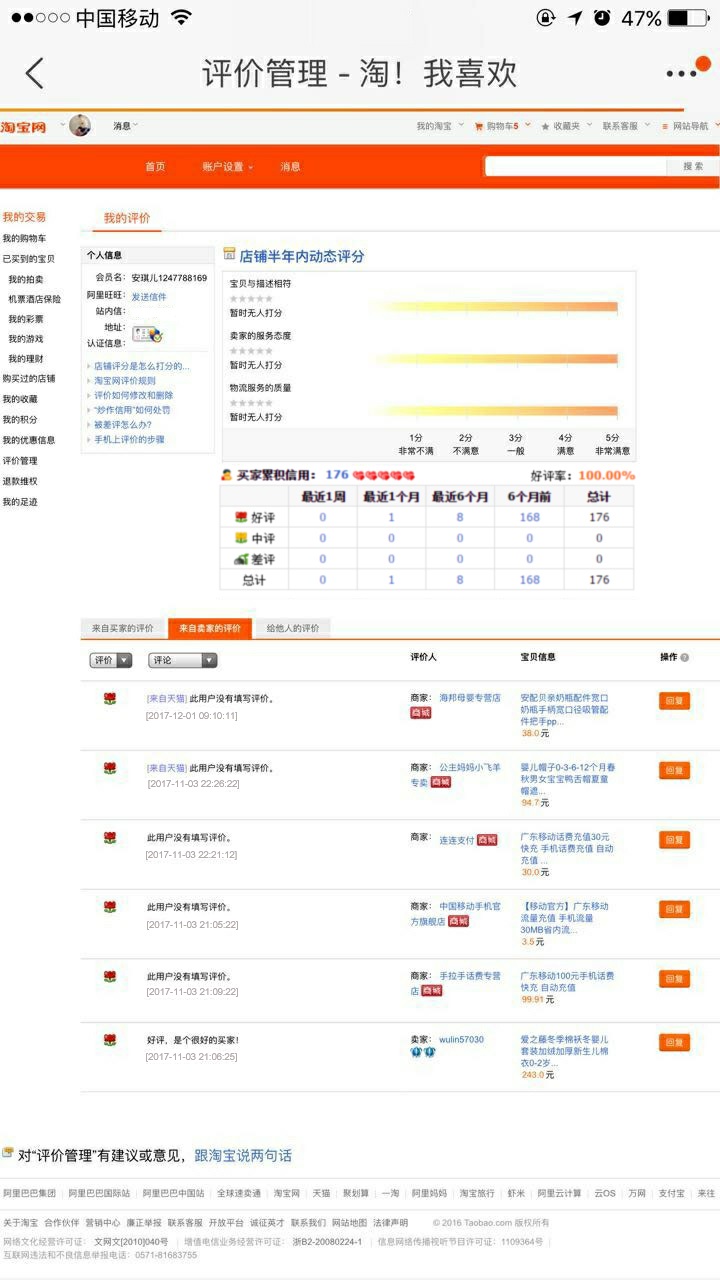 中国移动 47%
评价管理 - 淘！我喜欢
淘宝网 消息 我的淘宝 购物车5 收藏夹 联系客服 网站导航
首页 账户设置 消息 搜 索
我的交易
我的购物车
已买到的宝贝
我的拍卖
机票酒店保险
我的彩票
我的游戏
我的理财
购买过的店铺
我的收藏
我的积分
我的优惠信息
评价管理
退款维权
我的足迹
我的评价
个人信息
会员名： 安琪儿1247788169
阿里旺旺： 发送信件
站内信：
地址：
认证信息：
店铺评分是怎么打分的...
淘宝网评价规则
评价如何修改和删除
“炒作信用”如何处罚
被差评怎么办?
手机上评价的步骤
店铺半年内动态评分
宝贝与描述相符
暂时无人打分
卖家的服务态度
暂时无人打分
物流服务的质量
暂时无人打分
1分 2分 3分 4分 5分
非常不满 不满意 一般 满意 非常满意
买家累积信用： 176 好评率： 100.00%
最近1周 最近1个月 最近6个月 6个月前 总计
好评 0 1 8 168 176
中评 0 0 0 0 0
差评 0 0 0 0 0
总计 0 1 8 168 176
来自买家的评价 来自卖家的评价 给他人的评价
评价 评论 评价人 宝贝信息 操作
[来自天猫] 此用户没有填写评价。
[2017-12-01 09:10:11]
商家： 海邦母婴专营店
商城
安配贝亲奶瓶配件宽口
奶瓶手柄宽口径吸管配
件把手pp...
38.0元
回复
[来自天猫] 此用户没有填写评价。
[2017-11-03 22:26:22]
商家： 公主妈妈小飞羊
专卖 商城
婴儿帽子0-3-6-12个月春
秋男女宝宝鸭舌帽夏童
帽遮...
94.7元
回复
此用户没有填写评价。
[2017-11-03 22:21:12]
商家： 连连支付 商城
广东移动话费充值30元
快充 手机话费充值 自动
充值 ...
30.0元
回复
此用户没有填写评价。
[2017-11-03 21:05:22]
商家： 中国移动手机官
方旗舰店 商城
【移动官方】广东移动
流量充值 手机流量
30MB省内流...
3.5元
回复
此用户没有填写评价。
[2017-11-03 21:09:22]
商家： 手拉手话费专营
店 商城
广东移动100元手机话费
快充 自动充值
99.91元
回复
好评，是个很好的买家！
[2017-11-03 21:06:25]
卖家： wulin57030
爱之藤冬季棉袄冬婴儿
套装加绒加厚新生儿棉
衣0-2岁...
243.0元
回复
对“评价管理”有建议或意见，跟淘宝说两句话
阿里巴巴集团 | 阿里巴巴国际站 | 阿里巴巴中国站 | 全球速卖通 | 淘宝网 | 天猫 | 聚划算 | 一淘 | 阿里妈妈 | 淘宝旅行 | 虾米 | 阿里云计算 | 云OS | 万网 | 支付宝 | 来往
关于淘宝 合作伙伴 营销中心 廉正举报 联系客服 开放平台 诚征英才 联系我们 网站地图 法律声明 © 2016 Taobao.com 版权所有
网络文化经营许可证： 文网文[2010]040号 | 增值电信业务经营许可证： 浙B2-20080224-1 | 信息网络传播视听节目许可证：1109364号 |
互联网违法和不良信息举报电话：0571-81683755